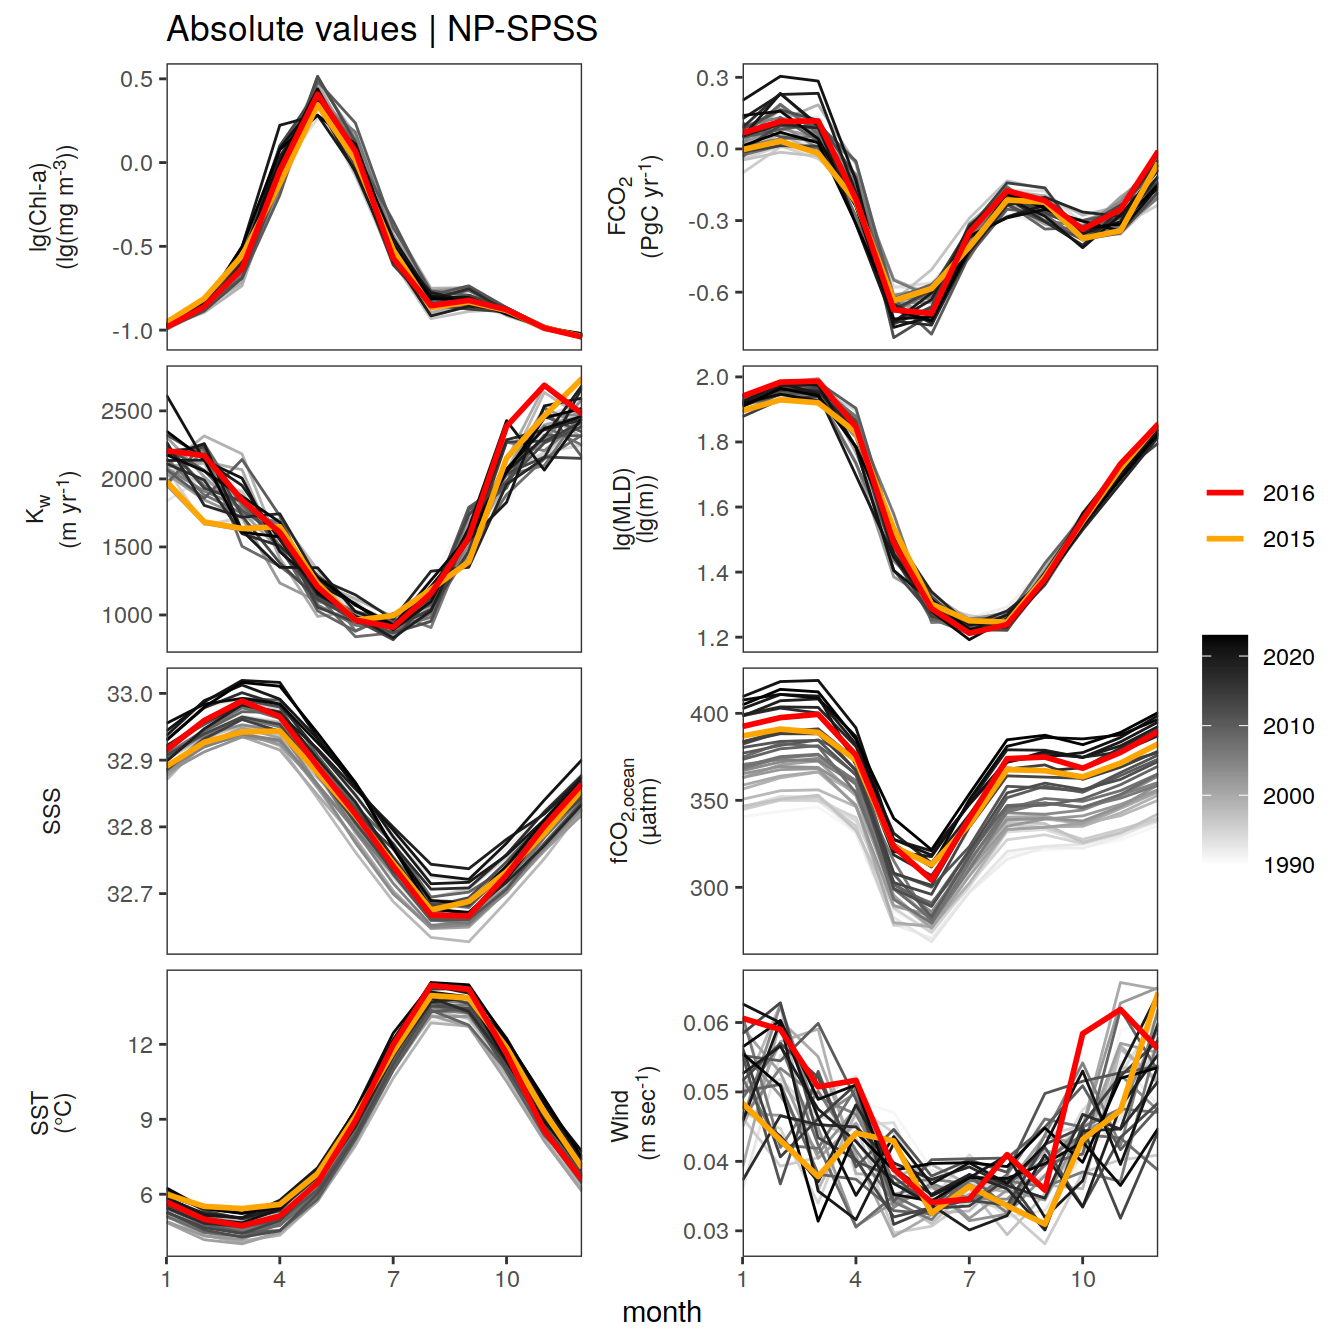 Absolute values | NP-SPSS
lg(Chl-a)
(lg(mg m⁻³))
0.5
0.0
-0.5
-1.0
FCO₂
(PgC yr⁻¹)
0.3
0.0
-0.3
-0.6
K_w
(m yr⁻¹)
2500
2000
1500
1000
lg(MLD)
(lg(m))
2.0
1.8
1.6
1.4
1.2
SSS
33.0
32.9
32.8
32.7
fCO₂,ocean
(µatm)
400
350
300
SST
(°C)
12
9
6
Wind
(m sec⁻¹)
0.06
0.05
0.04
0.03
1 4 7 10
1 4 7 10
month
2016
2015
2020
2010
2000
1990